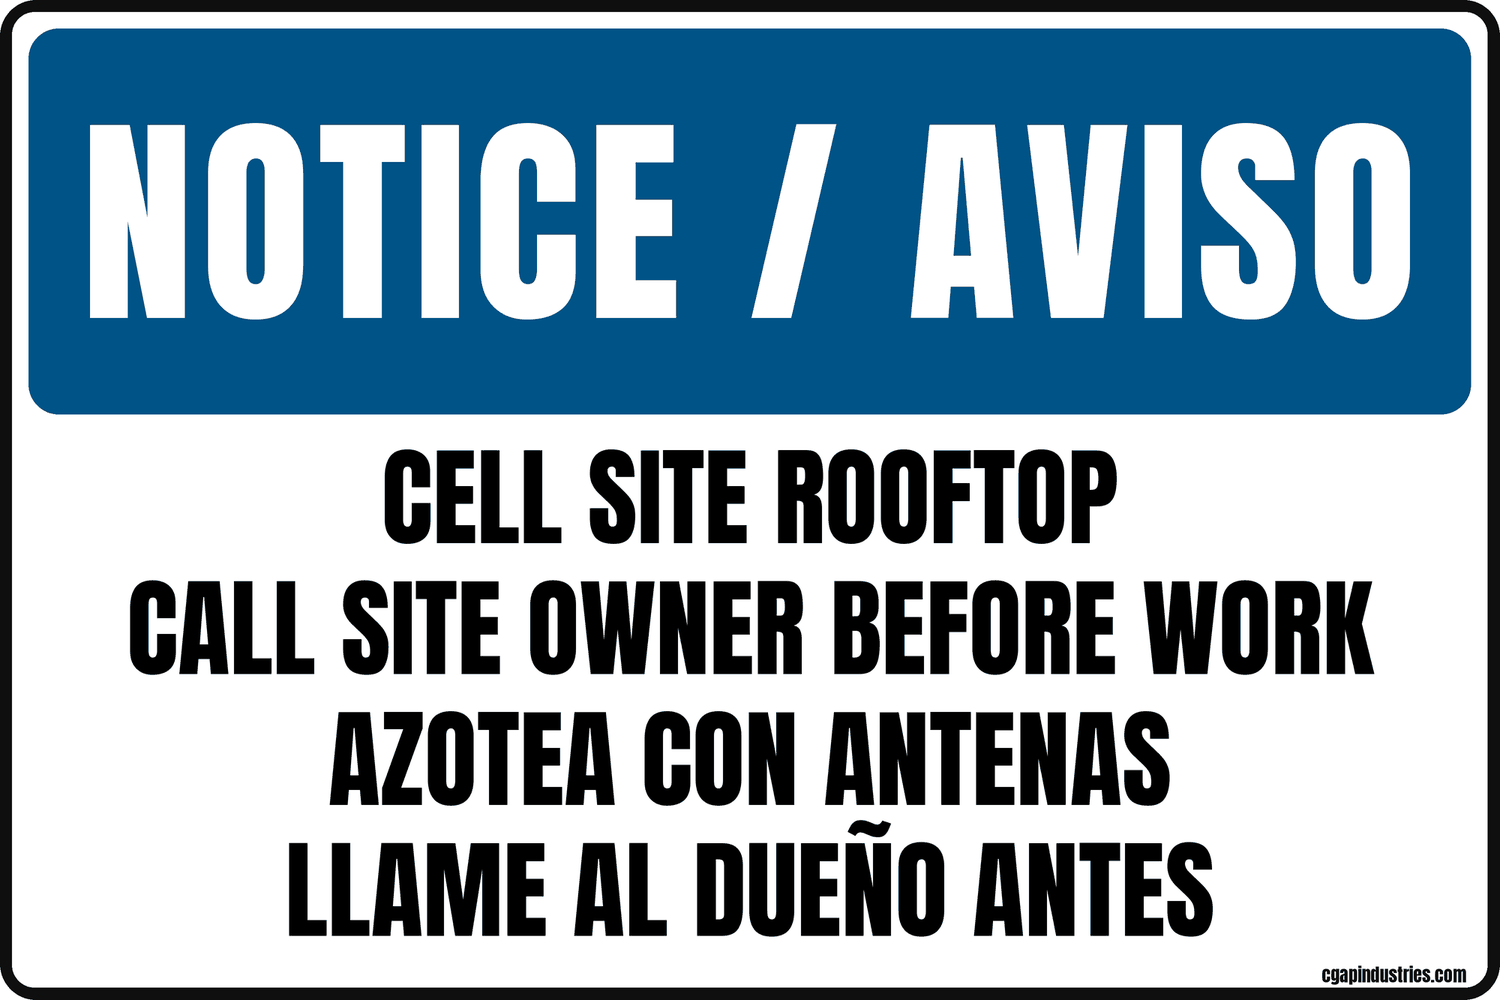 NOTICE / AVISO
CELL SITE ROOFTOP
CALL SITE OWNER BEFORE WORK
AZOTEA CON ANTENAS
LLAME AL DUEÑO ANTES
cgapindustries.com